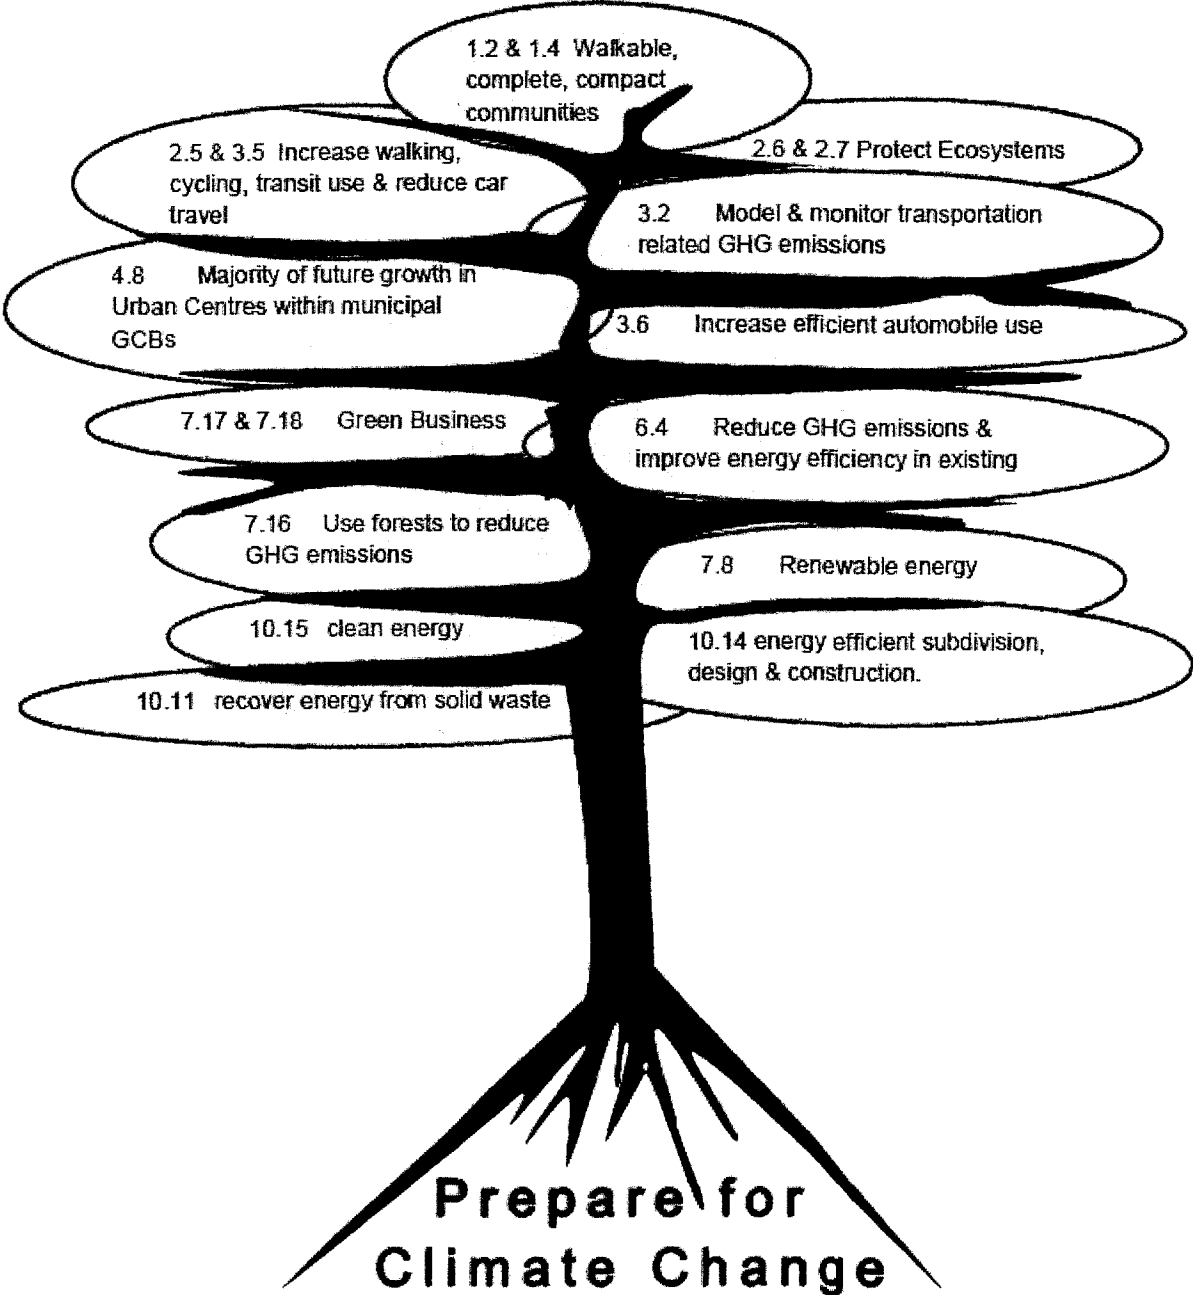 1.2 & 1.4 Walkable,
complete, compact
communities
2.5 & 3.5 Increase walking,
cycling, transit use & reduce car
travel
2.6 & 2.7 Protect Ecosystems
3.2 Model & monitor transportation
related GHG emissions
4.8 Majority of future growth in
Urban Centres within municipal
GCBs
3.6 Increase efficient automobile use
7.17 & 7.18 Green Business
6.4 Reduce GHG emissions &
improve energy efficiency in existing
7.16 Use forests to reduce
GHG emissions
7.8 Renewable energy
10.15 clean energy
10.14 energy efficient subdivision,
design & construction.
10.11 recover energy from solid waste
Prepare for
Climate Change